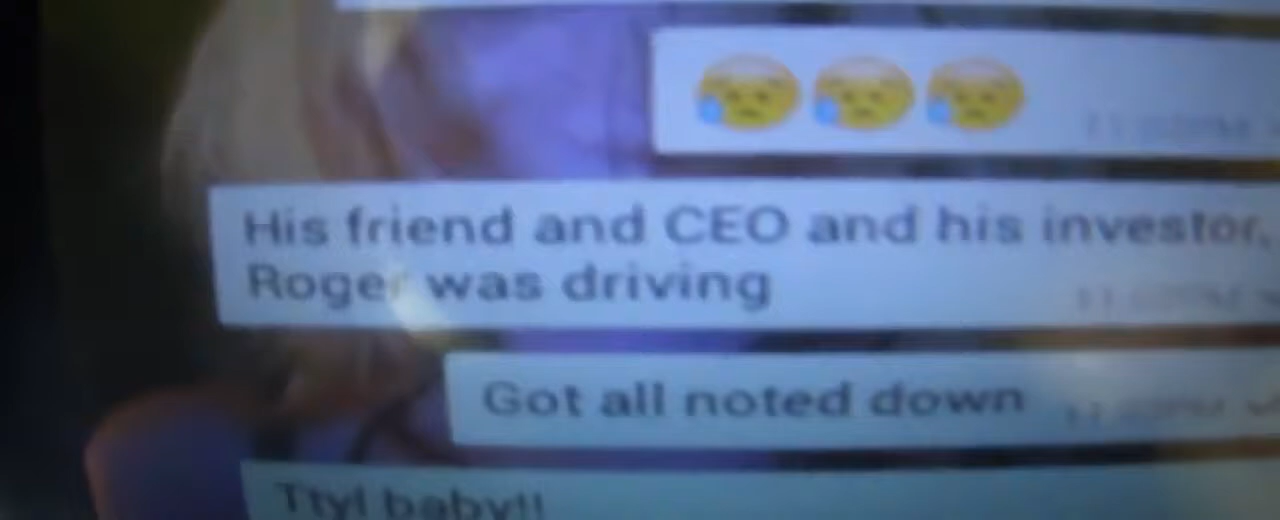 His friend and CEO and his investor,
Roger was driving
Got all noted down
Ttyl baby!!